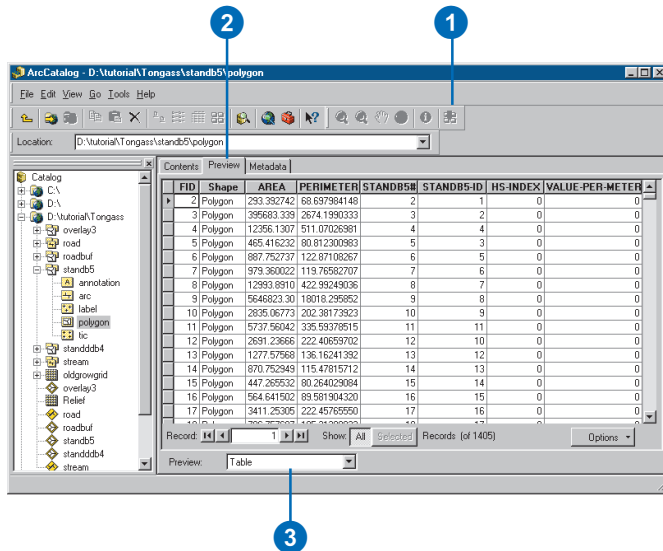 2 1
ArcCatalog - D:\tutorial\Tongass\standb5\polygon
File Edit View Go Tools Help
Location: D:\tutorial\Tongass\standb5\polygon
Catalog
C:\
D:\
D:\tutorial\Tongass
overlay3
road
roadbuf
standb5
annotation
arc
label
polygon
tic
standddb4
stream
oldgrowgrid
overlay3
Relief
road
roadbuf
standb5
standddb4
stream
Contents Preview Metadata
FID Shape AREA PERIMETER STANDB5# STANDB5-ID HS-INDEX VALUE-PER-METER
2 Polygon 293.392742 68.697984148 2 1 0 0
3 Polygon 395683.339 2674.1990333 3 2 0 0
4 Polygon 12356.1307 511.07026981 4 4 0 0
5 Polygon 465.416232 80.812300983 5 3 0 0
6 Polygon 887.752737 122.87108267 6 5 0 0
7 Polygon 979.360022 119.76582707 7 6 0 0
8 Polygon 12993.8910 422.99249036 8 7 0 0
9 Polygon 5646823.30 18018.295852 9 8 0 0
10 Polygon 2835.06773 202.38173923 10 9 0 0
11 Polygon 5737.56042 335.59378515 11 11 0 0
12 Polygon 2691.23666 222.40659702 12 10 0 0
13 Polygon 1277.57568 136.16241392 13 12 0 0
14 Polygon 870.752949 115.47815712 14 13 0 0
15 Polygon 447.265532 80.264029084 15 14 0 0
16 Polygon 564.641502 89.581904320 16 15 0 0
17 Polygon 3411.25305 222.45765550 17 16 0 0
Record: 1 Show: All Selected Records (of 1405) Options
Preview: Table
3